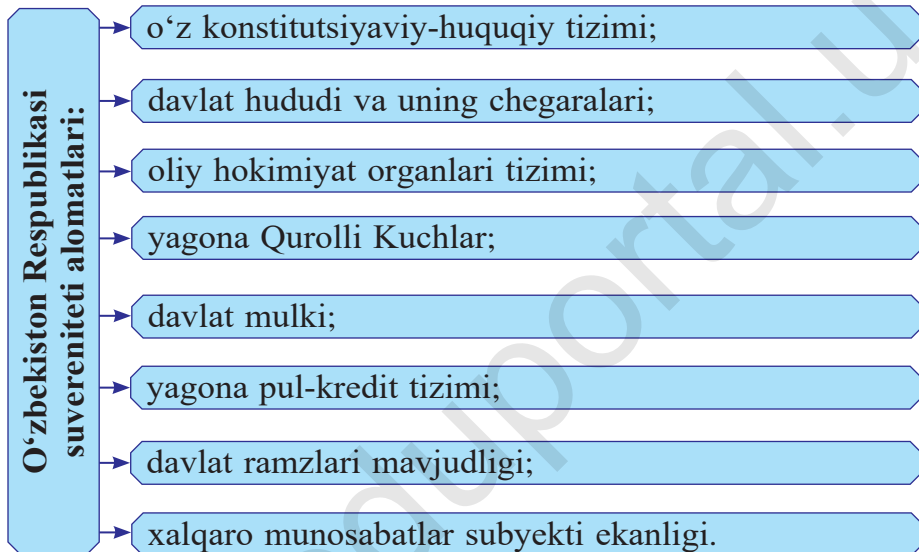 O‘zbekiston Respublikasi
suvereniteti alomatlari:
o‘z konstitutsiyaviy-huquqiy tizimi;
davlat hududi va uning chegaralari;
oliy hokimiyat organlari tizimi;
yagona Qurolli Kuchlar;
davlat mulki;
yagona pul-kredit tizimi;
davlat ramzlari mavjudligi;
xalqaro munosabatlar subyekti ekanligi.
eduportal.u